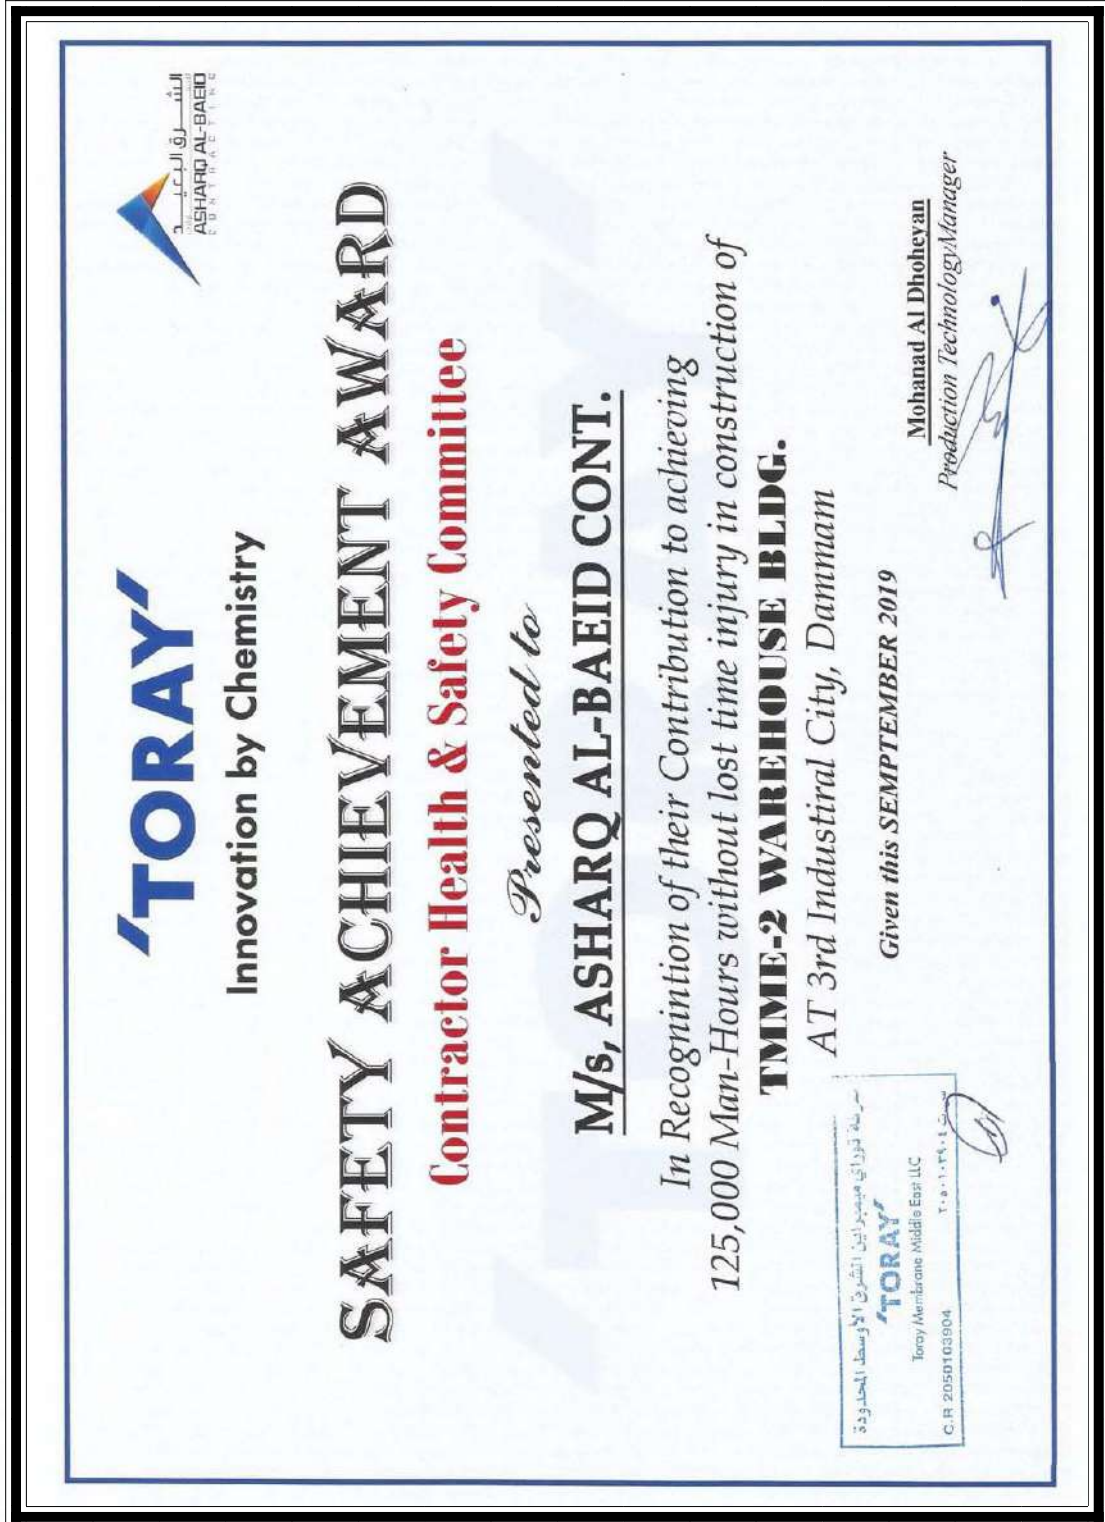 'TORAY'
Innovation by Chemistry
الشرق البعيد
ASHARQ AL-BAEID
CONTRACTING
SAFETY ACHIEVEMENT AWARD
Contractor Health & Safety Committee
Presented to
M/s, ASHARQ AL-BAEID CONT.
In Recognintion of their Contribution to achieving
125,000 Man-Hours without lost time injury in construction of
TMME-2 WAREHOUSE BLDG.
AT 3rd Industiral City, Dammam
Given this SEMPTEMBER 2019
Mohanad Al Dhoheyan
Production TechnologyManager
شركة توراي ميمبراين الشرق الأوسط المحدودة
'TORAY'
Toray Membrane Middle East LLC
C.R 2050103904